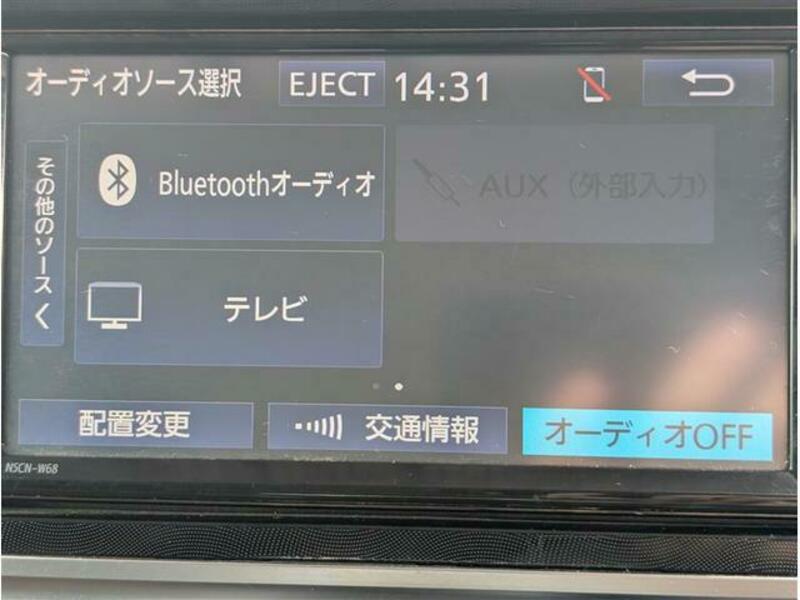 オーディオソース選択 EJECT 14:31
その他のソース
Bluetoothオーディオ
AUX（外部入力）
テレビ
配置変更
交通情報
オーディオOFF
N5CN-W68